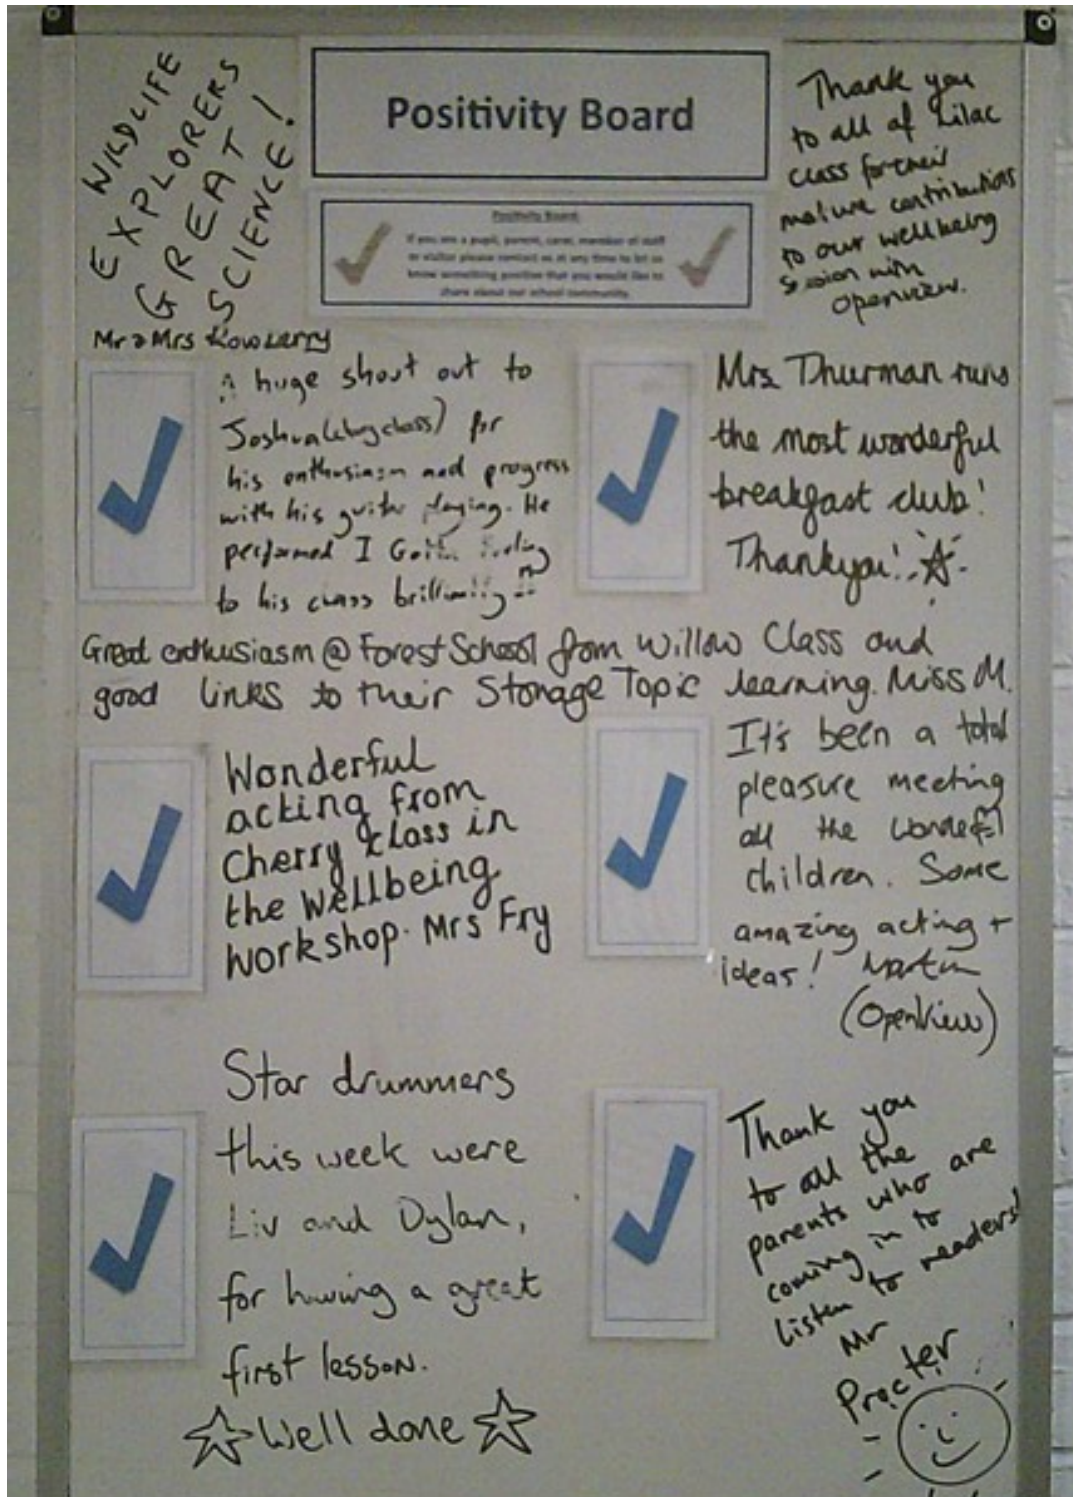 Positivity Board
Positivity Board
If you are a pupil, parent, carer, member of staff
or visitor please contact us at any time to let us
know something positive that you would like to
share about our school community.
WILDLIFE
EXPLORERS
GREAT
SCIENCE!
Mr & Mrs
Thank you
to all of Lilac
class for their
mature contributions
to our wellbeing
session with
openview.
A huge shout out to
Joshua class) for
his enthusiasm and progress
with his guitar playing. He
performed I Gotta Feeling
to his class brilliantly
Mrs Thurman runs
the most wonderful
breakfast club!
Thankyou!
Great enthusiasm @ Forest School from Willow Class and
good links to their Stonage Topic learning. Miss M.
Wonderful
acting from
Cherry class in
the Wellbeing
workshop. Mrs Fry
It's been a total
pleasure meeting
all the wonderful
children. Some
amazing acting +
ideas! Martin
(OpenView)
Star drummers
this week were
Liv and Dylan,
for having a great
first lesson.
Well done
Thank you
to all the
parents who are
coming in to
listen to readers!
Mr
Procter